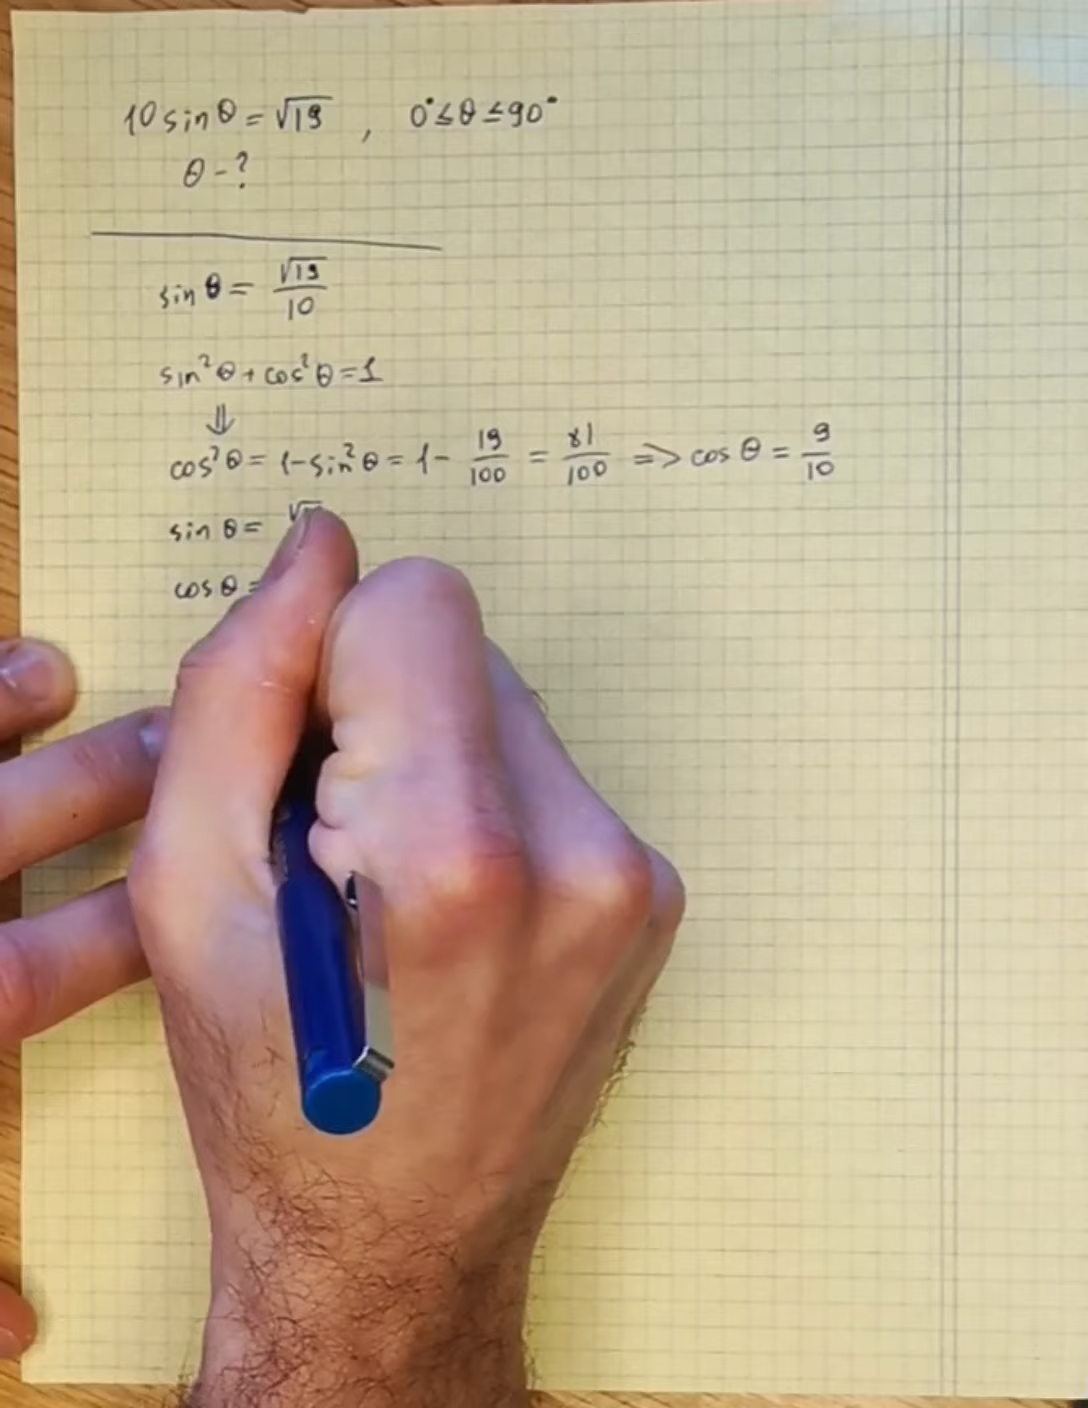 10 sin θ = √19 , 0° ≤ θ ≤ 90°
θ - ?
sin θ = √19/10
sin²θ + cos²θ = 1
⇓
cos²θ = 1 - sin²θ = 1 - 19/100 = 81/100 => cos θ = 9/10
sin θ = √
cos θ =